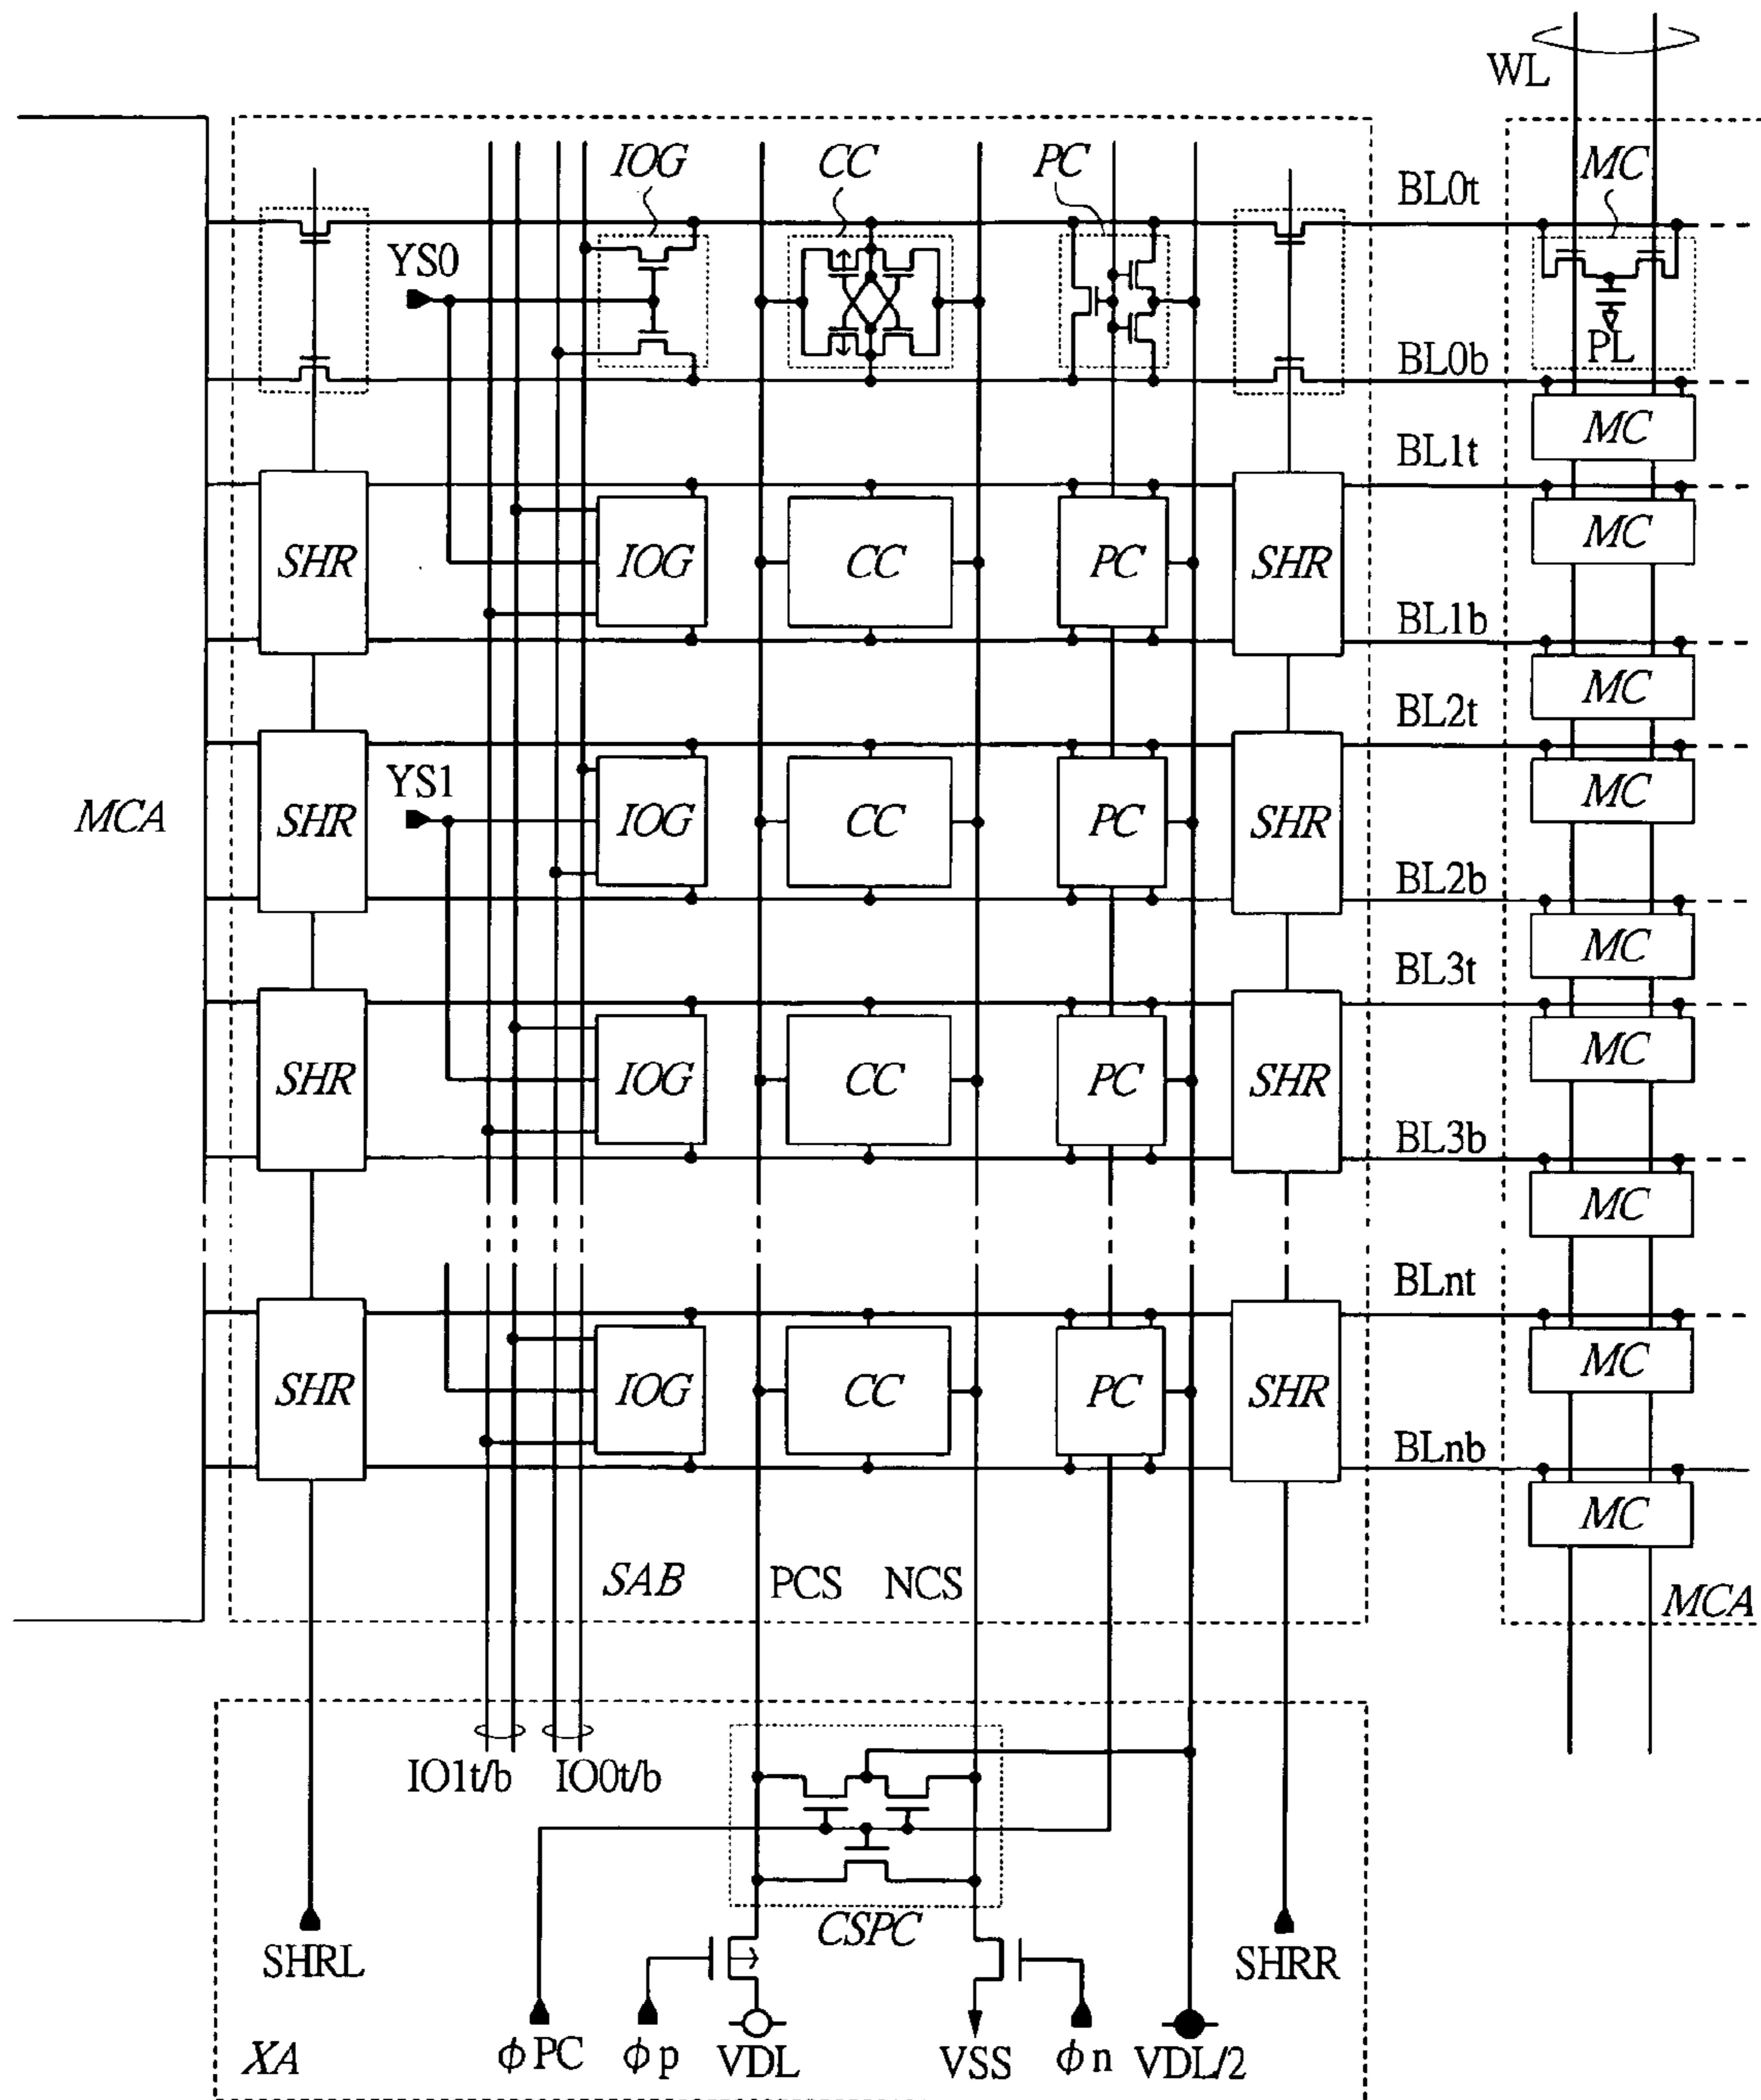 WL
IOG CC PC MC
BL0t
YS0
PL
BL0b
MC
BL1t
MC
SHR IOG CC PC SHR
BL1b
MC
BL2t
YS1
MC
MCA SHR IOG CC PC SHR
BL2b
MC
BL3t
MC
SHR IOG CC PC SHR
BL3b
MC
BLnt
MC
SHR IOG CC PC SHR
BLnb
MC
SAB PCS NCS
MCA
IO1t/b IO0t/b
CSPC
SHRL SHRR
XA ϕPC ϕp VDL VSS ϕn VDL/2